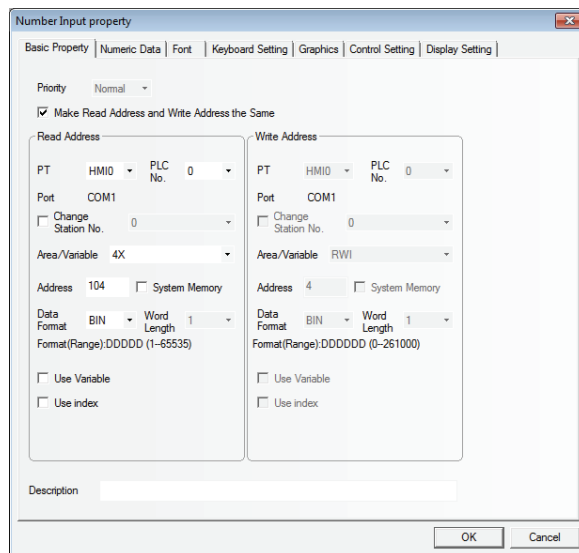 Number Input property
Basic Property Numeric Data Font Keyboard Setting Graphics Control Setting Display Setting
Priority Normal
Make Read Address and Write Address the Same
Read Address
PT HMI0 PLC No. 0
Port COM1
Change Station No. 0
Area/Variable 4X
Address 104 System Memory
Data Format BIN Word Length 1
Format(Range):DDDDD (1--65535)
Use Variable
Use index
Write Address
PT HMI0 PLC No. 0
Port COM1
Change Station No. 0
Area/Variable RWI
Address 4 System Memory
Data Format BIN Word Length 1
Format(Range):DDDDDD (0--261000)
Use Variable
Use index
Description
OK Cancel